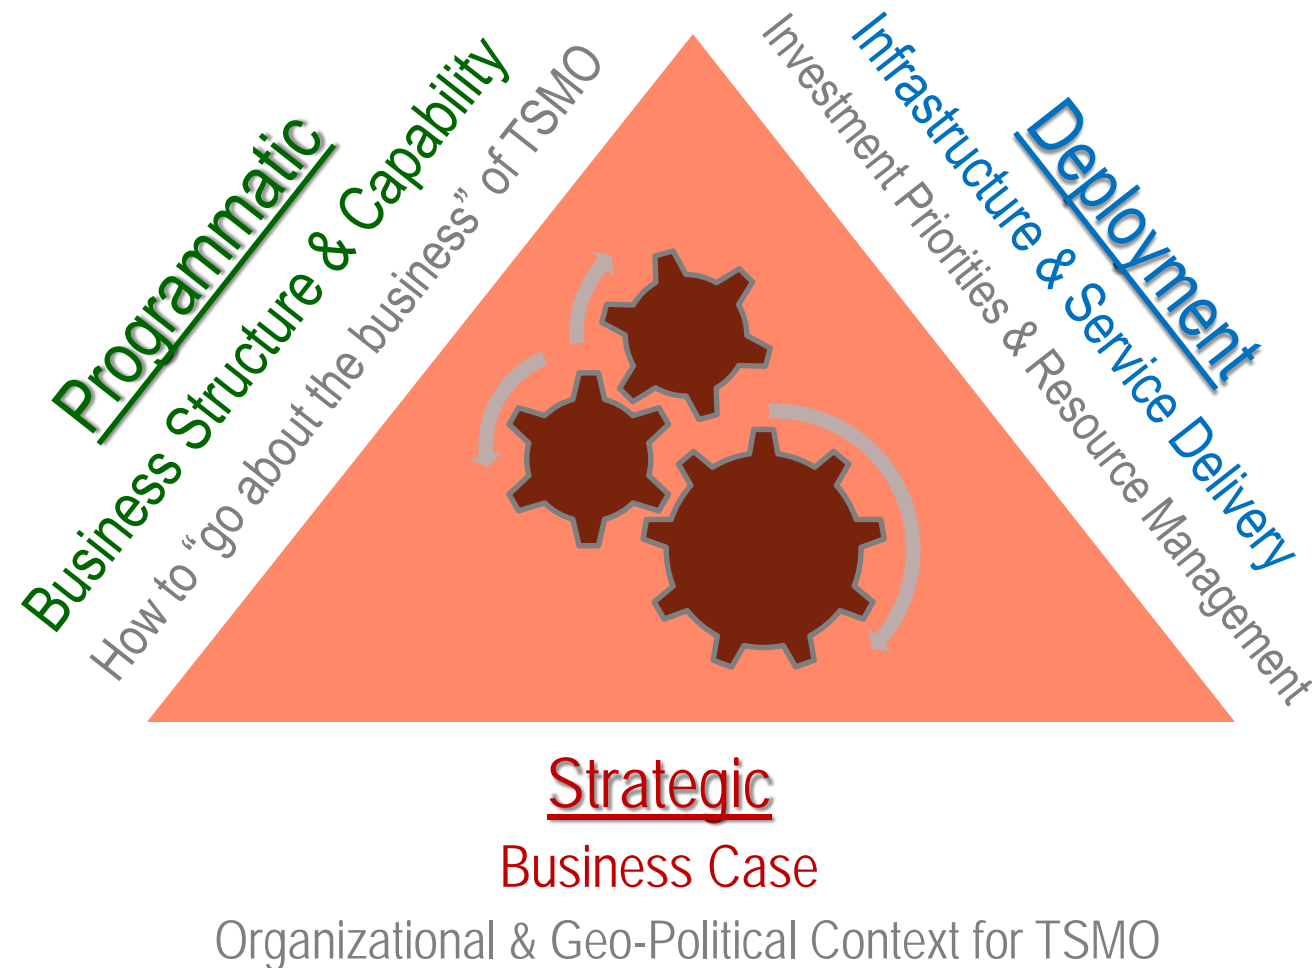 Programmatic
Business Structure & Capability
How to “go about the business” of TSMO
Deployment
Infrastructure & Service Delivery
Investment Priorities & Resource Management
Strategic
Business Case
Organizational & Geo-Political Context for TSMO